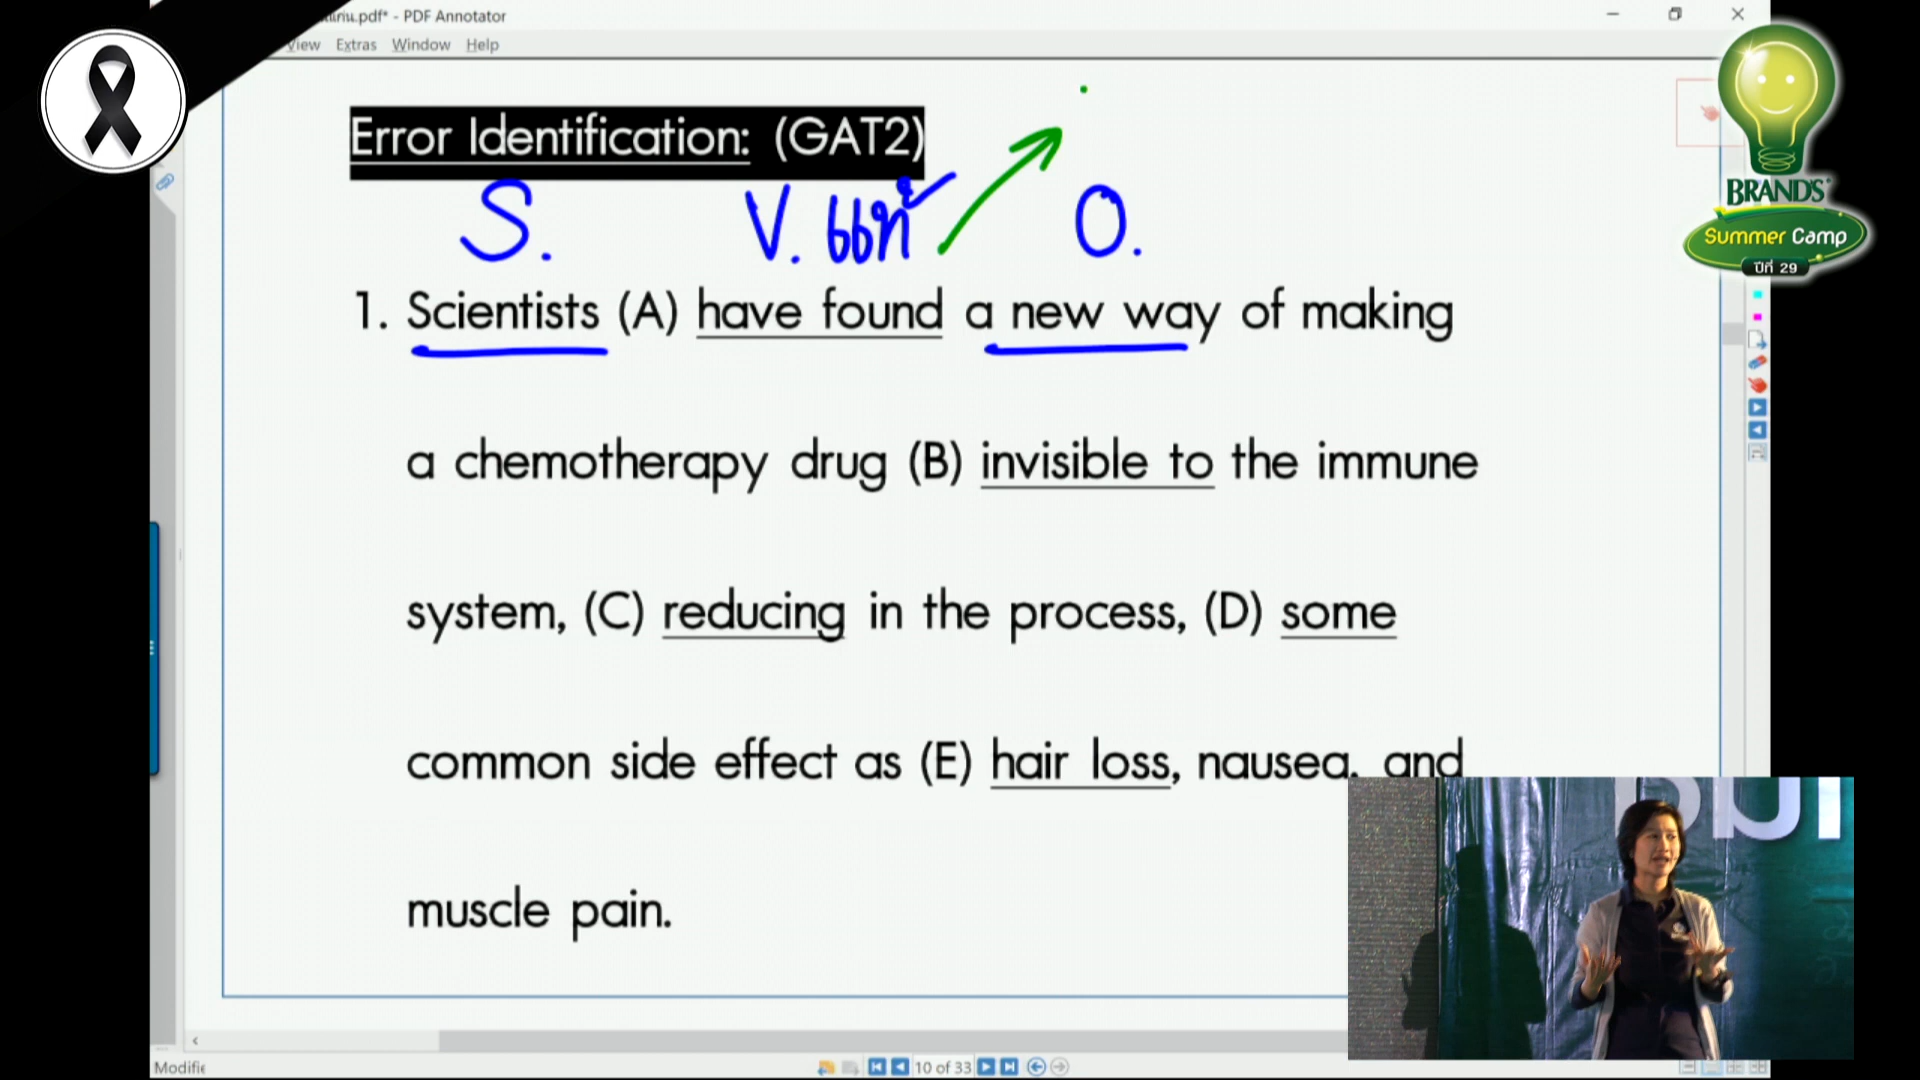 .pdf* - PDF Annotator
View Extras Window Help
Error Identification: (GAT2)
S. V. แท้ O.
1. Scientists (A) have found a new way of making
a chemotherapy drug (B) invisible to the immune
system, (C) reducing in the process, (D) some
common side effect as (E) hair loss, nausea, and
muscle pain.
BRAND'S
Summer Camp
ปีที่ 29
10 of 33